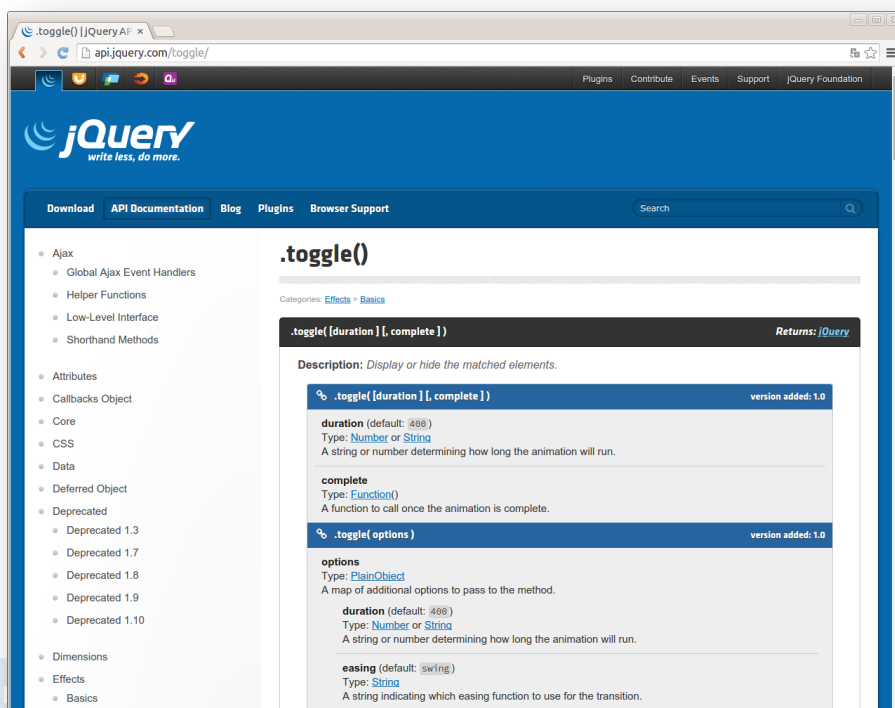 .toggle() | jQuery AP
api.jquery.com/toggle/
Plugins Contribute Events Support jQuery Foundation
jQuery
write less, do more.
Download API Documentation Blog Plugins Browser Support Search
Ajax
Global Ajax Event Handlers
Helper Functions
Low-Level Interface
Shorthand Methods
Attributes
Callbacks Object
Core
CSS
Data
Deferred Object
Deprecated
Deprecated 1.3
Deprecated 1.7
Deprecated 1.8
Deprecated 1.9
Deprecated 1.10
Dimensions
Effects
Basics
.toggle()
Categories: Effects > Basics
.toggle( [duration ] [, complete ] ) Returns: jQuery
Description: Display or hide the matched elements.
.toggle( [duration ] [, complete ] ) version added: 1.0
duration (default: 400)
Type: Number or String
A string or number determining how long the animation will run.
complete
Type: Function()
A function to call once the animation is complete.
.toggle( options ) version added: 1.0
options
Type: PlainObject
A map of additional options to pass to the method.
duration (default: 400)
Type: Number or String
A string or number determining how long the animation will run.
easing (default: swing)
Type: String
A string indicating which easing function to use for the transition.